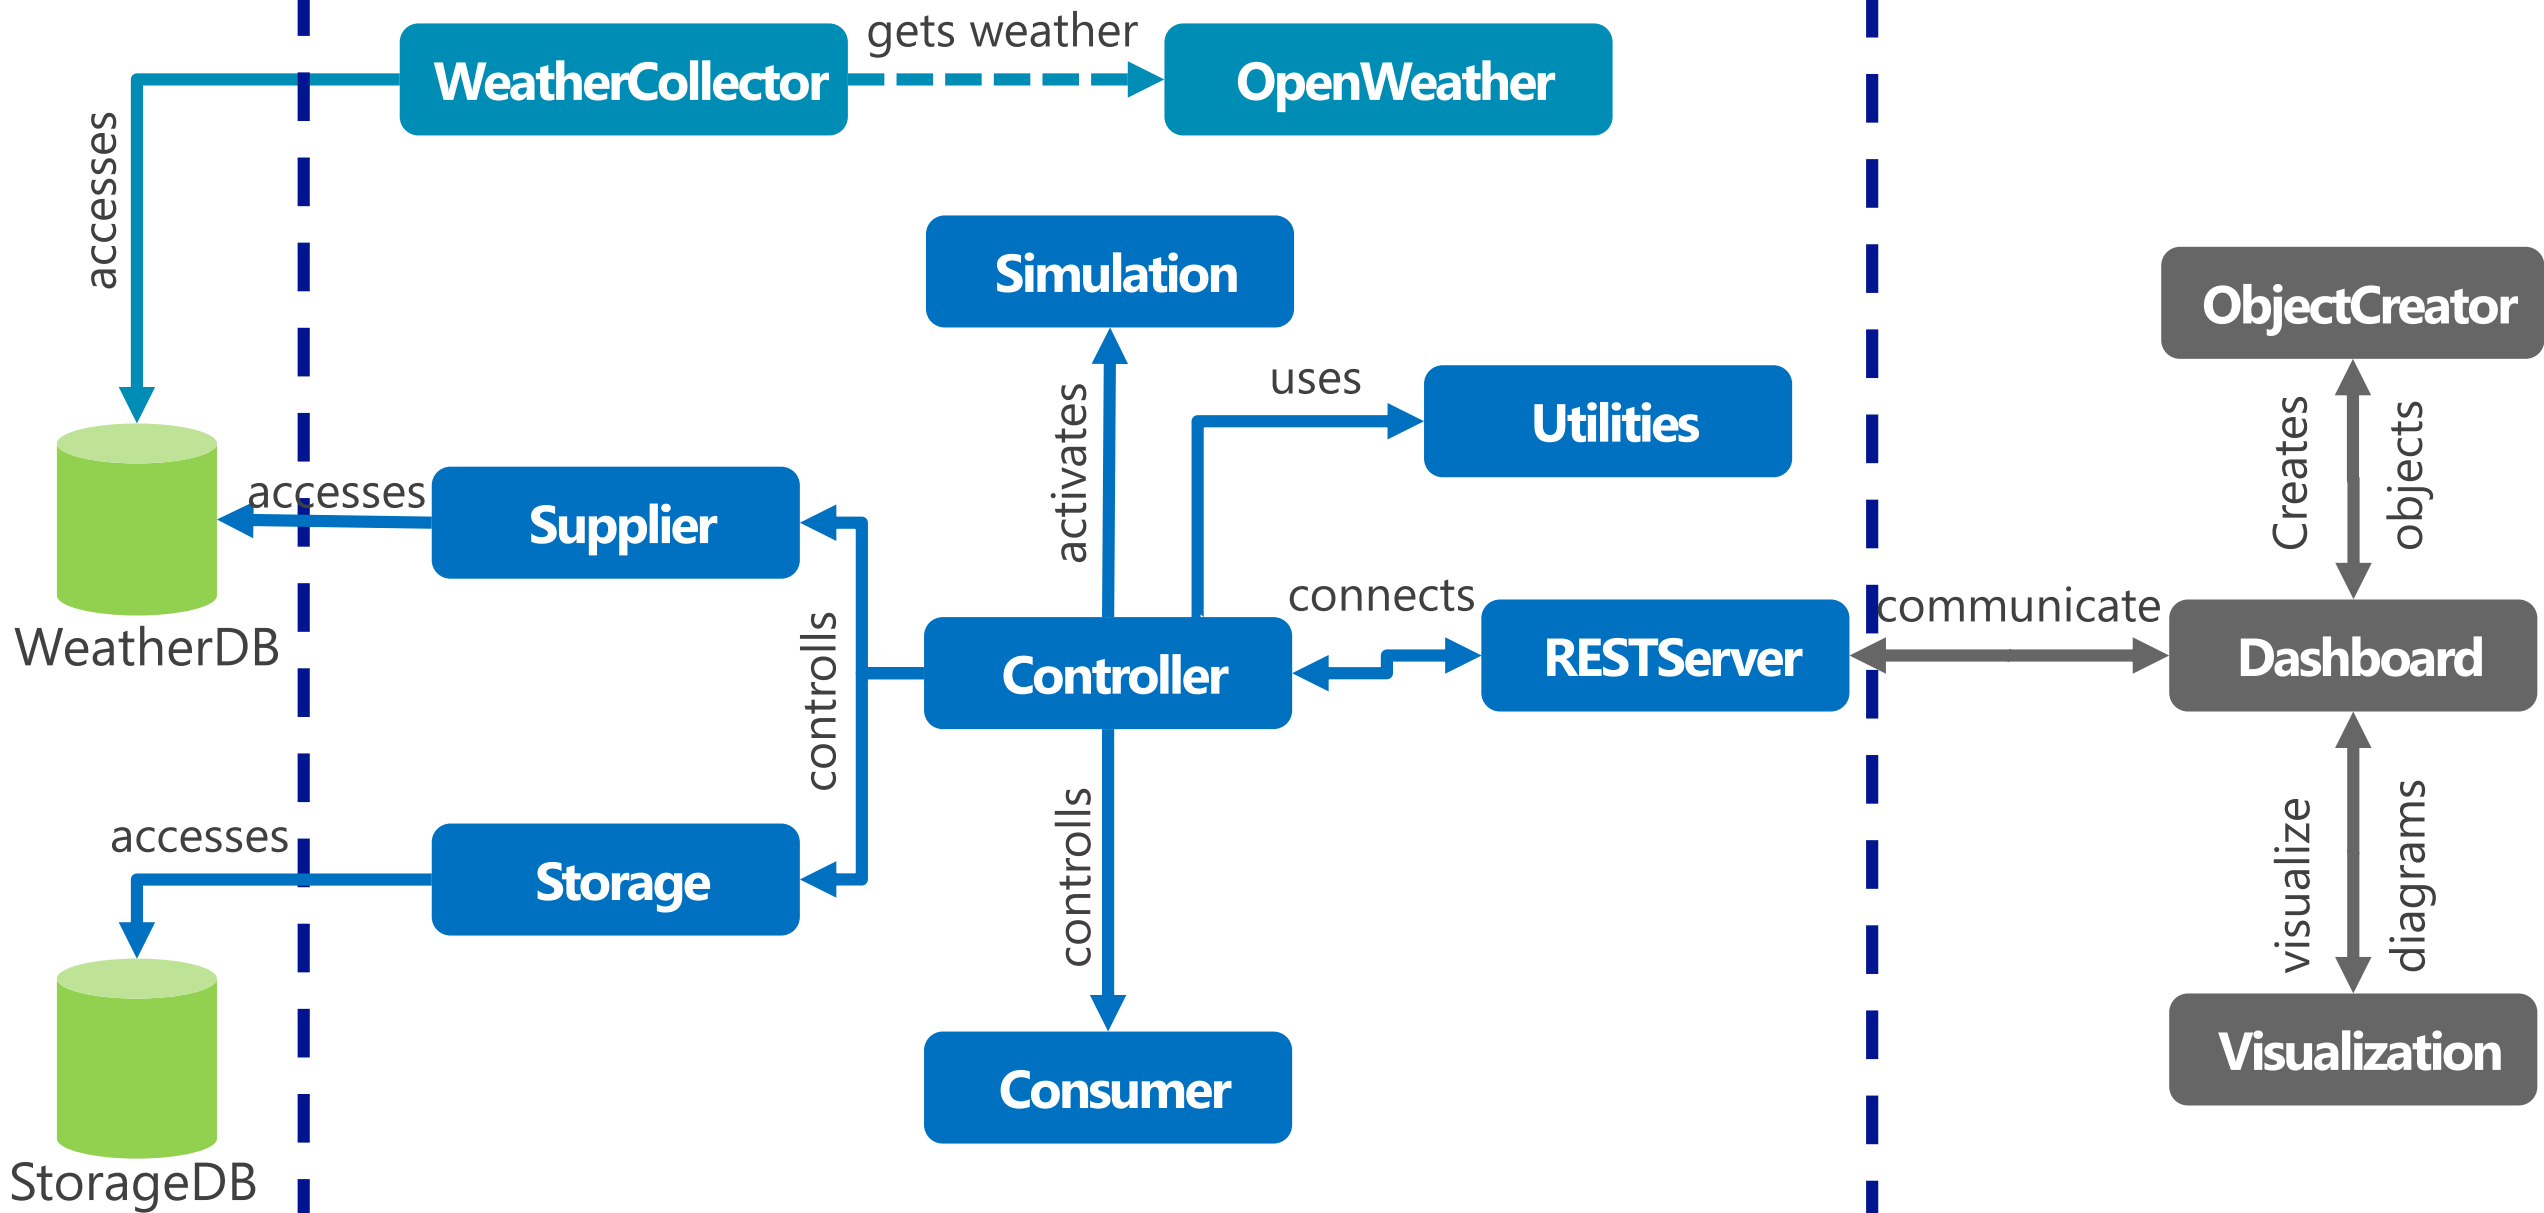 gets weather
WeatherCollector
OpenWeather
accesses
Simulation
ObjectCreator
uses
Utilities
activates
Creates
objects
accesses
Supplier
WeatherDB
controlls
connects
communicate
Controller
RESTServer
Dashboard
accesses
Storage
controlls
visualize
diagrams
Consumer
Visualization
StorageDB